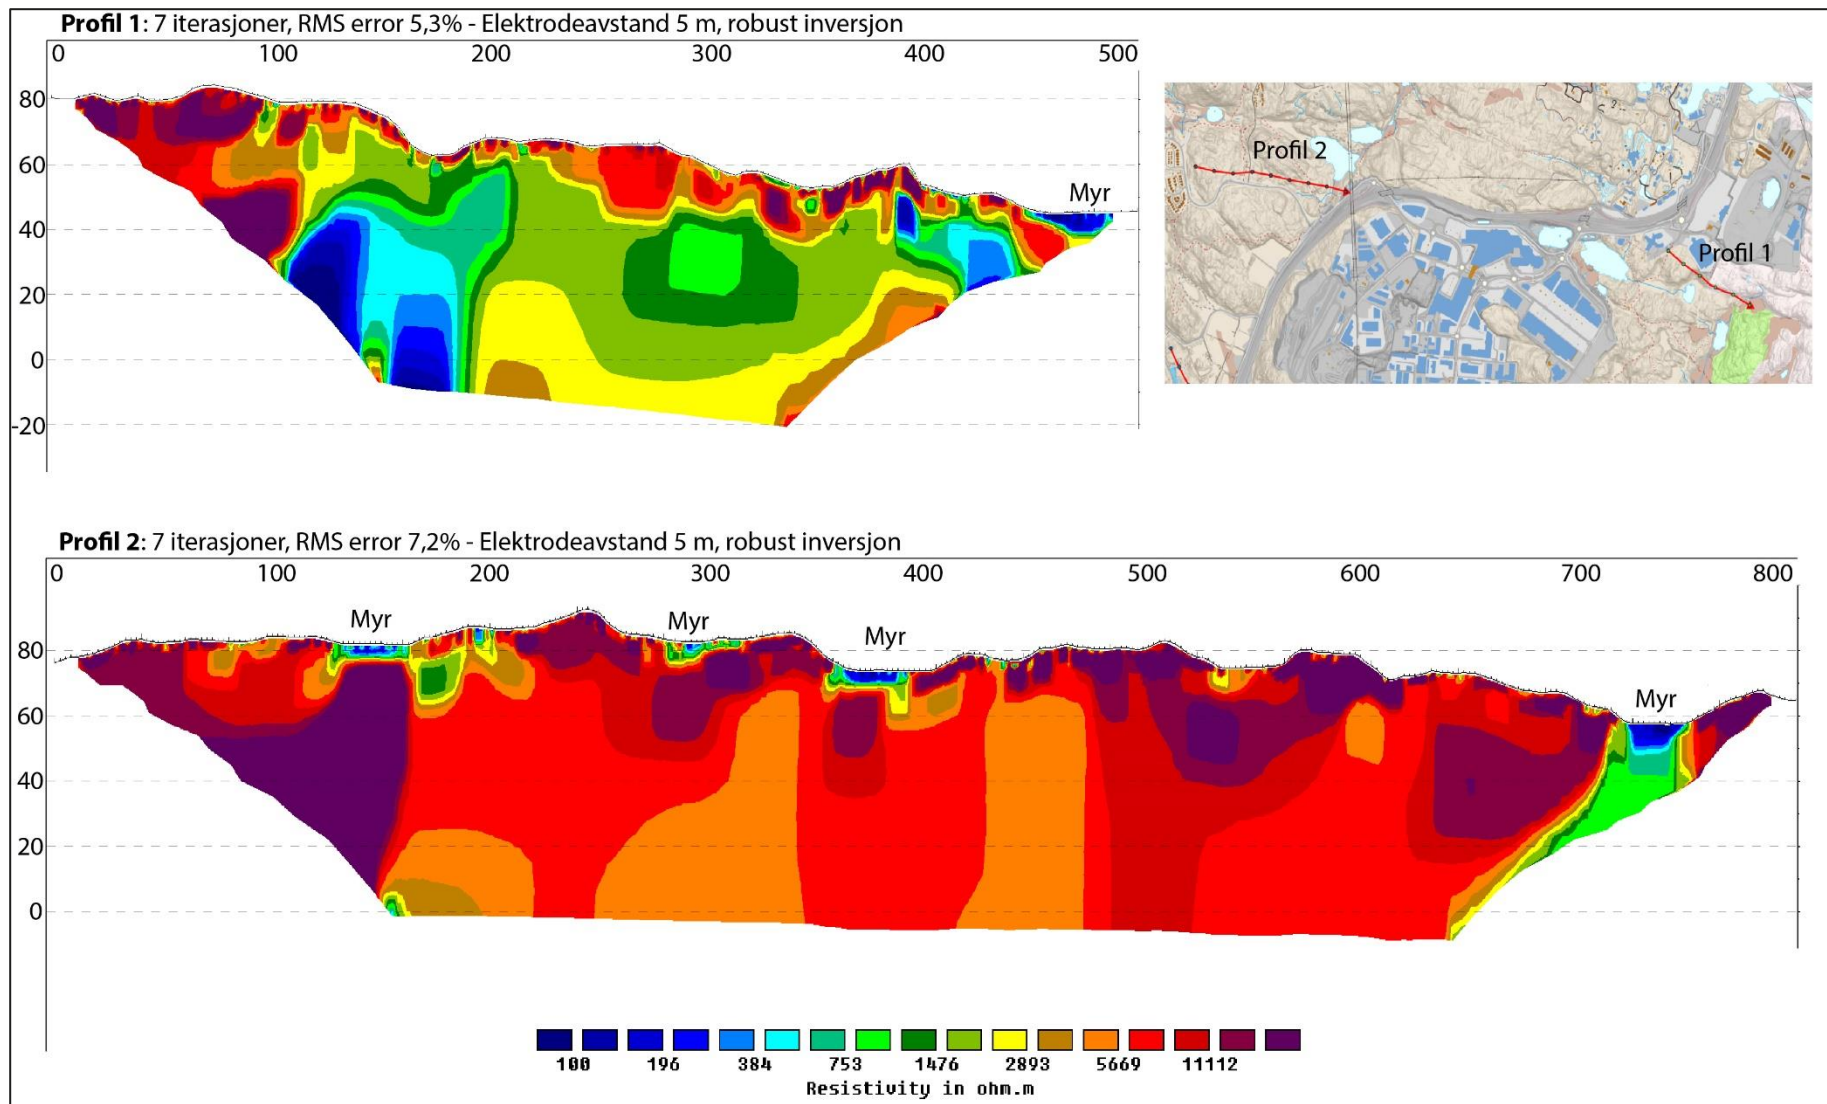 Profil 1: 7 iterasjoner, RMS error 5,3% - Elektrodeavstand 5 m, robust inversjon
0 100 200 300 400 500
80
60
40
20
0
-20
Myr
Profil 2
Profil 1
Profil 2: 7 iterasjoner, RMS error 7,2% - Elektrodeavstand 5 m, robust inversjon
0 100 200 300 400 500 600 700 800
Myr Myr Myr Myr
80
60
40
20
0
100 196 384 753 1476 2893 5669 11112
Resistivity in ohm.m